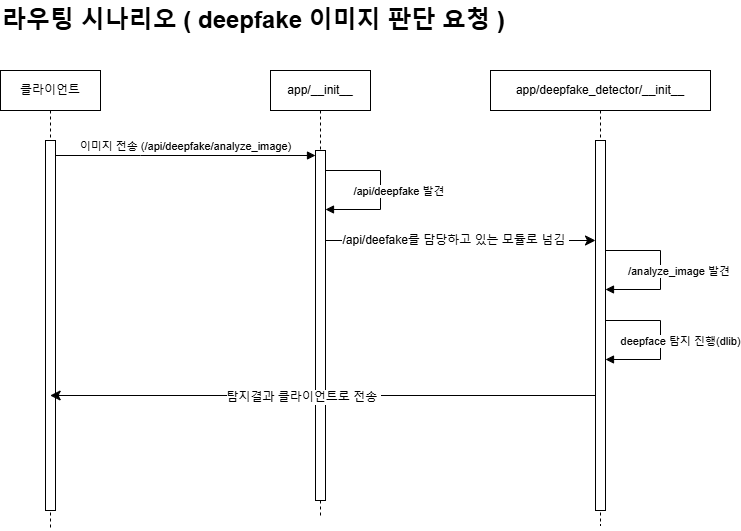 라우팅 시나리오 ( deepfake 이미지 판단 요청 )
클라이언트
app/__init__
app/deepfake_detector/__init__
이미지 전송 (/api/deepfake/analyze_image)
/api/deepfake 발견
/api/deefake를 담당하고 있는 모듈로 넘김
/analyze_image 발견
deepface 탐지 진행(dlib)
탐지결과 클라이언트로 전송